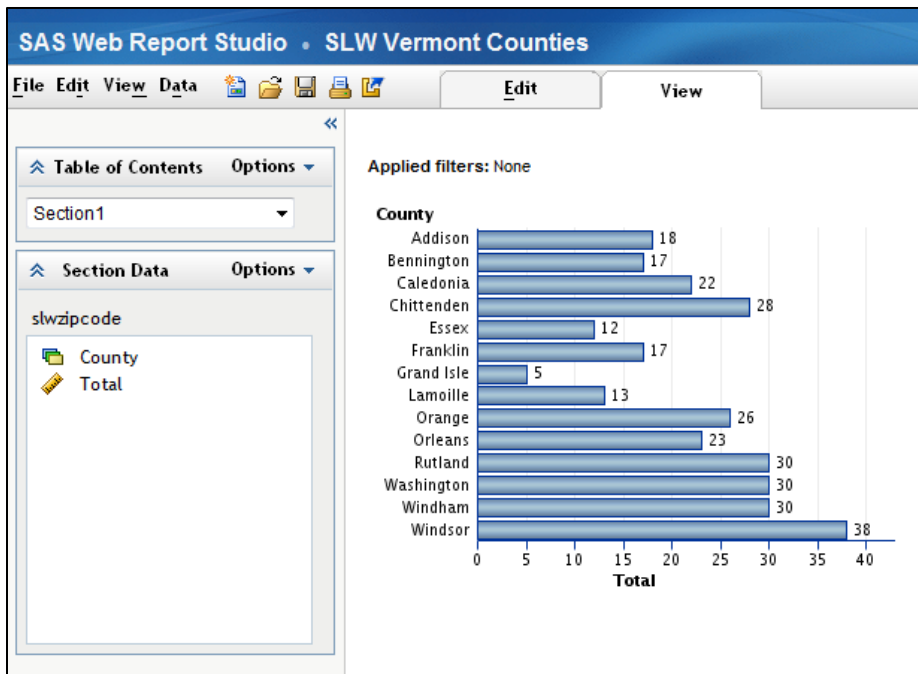 SAS Web Report Studio • SLW Vermont Counties
File Edit View Data Edit View
Table of Contents Options
Section1
Section Data Options
slwzipcode
County
Total
Applied filters: None
County
Addison 18
Bennington 17
Caledonia 22
Chittenden 28
Essex 12
Franklin 17
Grand Isle 5
Lamoille 13
Orange 26
Orleans 23
Rutland 30
Washington 30
Windham 30
Windsor 38
0 5 10 15 20 25 30 35 40
Total